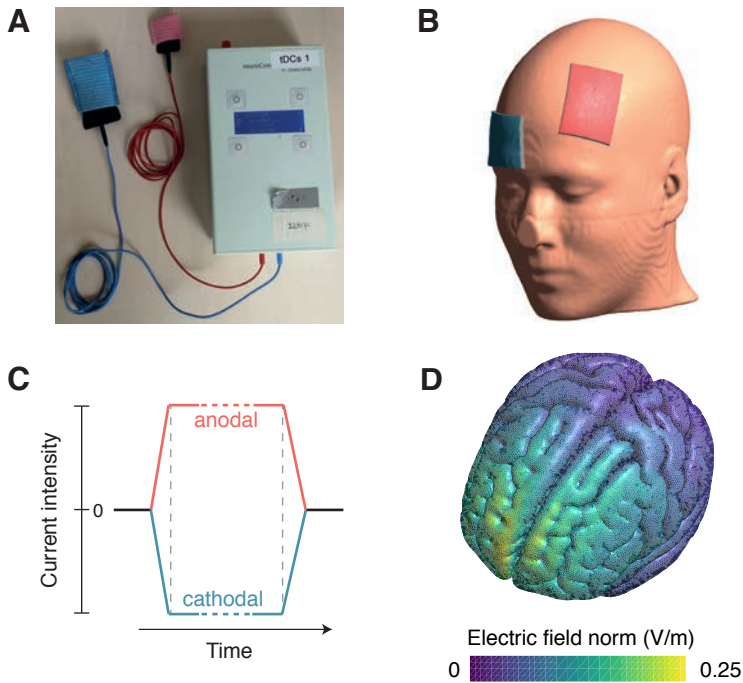 A
tDCs 1
B
C
anodal
Current intensity
0
cathodal
Time
D
Electric field norm (V/m)
0
0.25